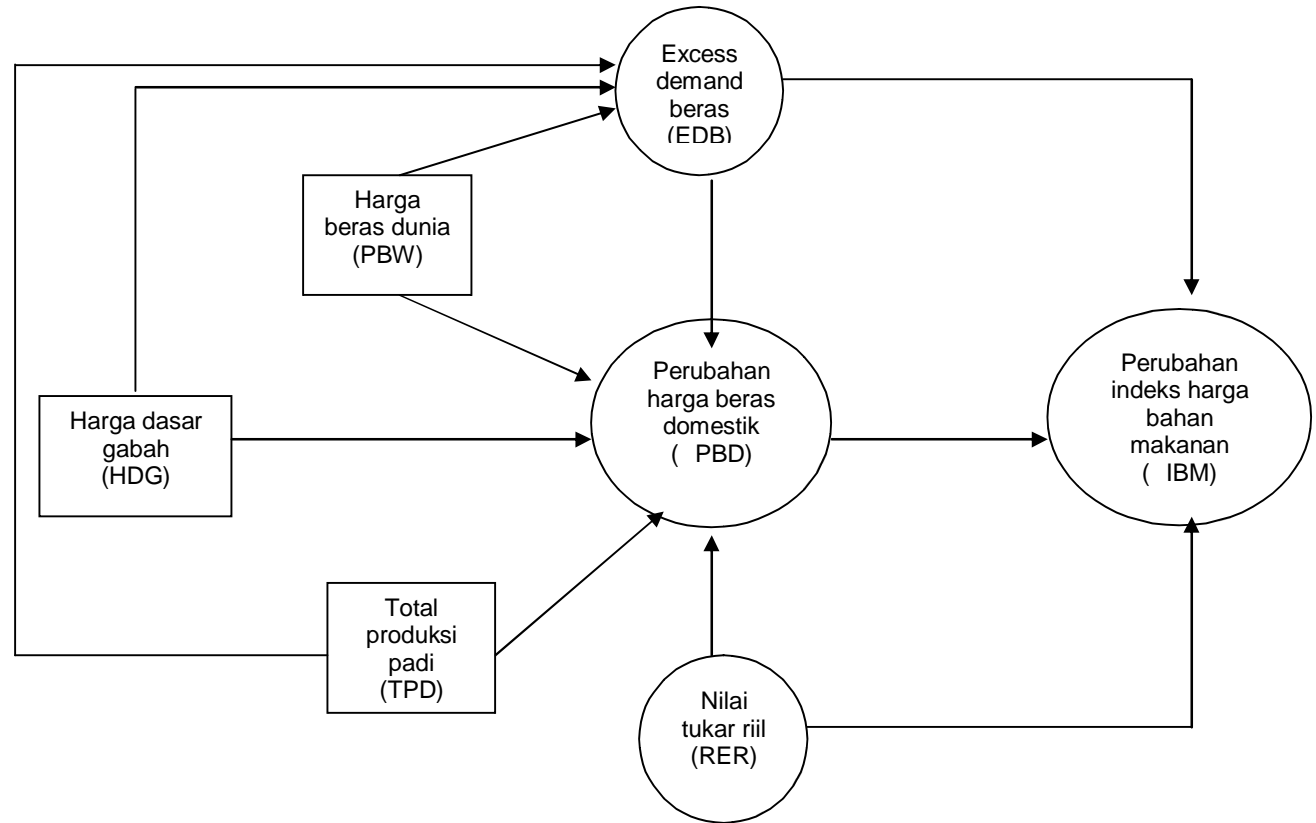 Excess
demand
beras
(EDB)
Harga
beras dunia
(PBW)
Perubahan
harga beras
domestik
( PBD)
Perubahan
indeks harga
bahan
makanan
( IBM)
Harga dasar
gabah
(HDG)
Total
produksi
padi
(TPD)
Nilai
tukar riil
(RER)